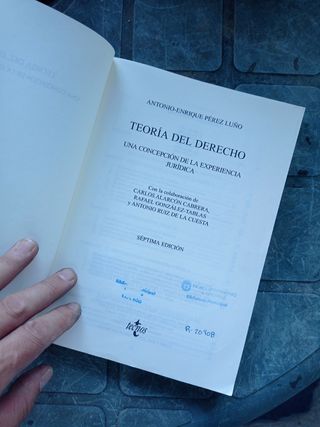 ANTONIO-ENRIQUE PÉREZ LUÑO
TEORÍA DEL DERECHO
UNA CONCEPCIÓN DE LA EXPERIENCIA
JURÍDICA
Con la colaboración de
CARLOS ALARCÓN CABRERA,
RAFAEL GONZÁLEZ-TABLAS
y ANTONIO RUIZ DE LA CUESTA
SÉPTIMA EDICIÓN
tecnos
R-20908